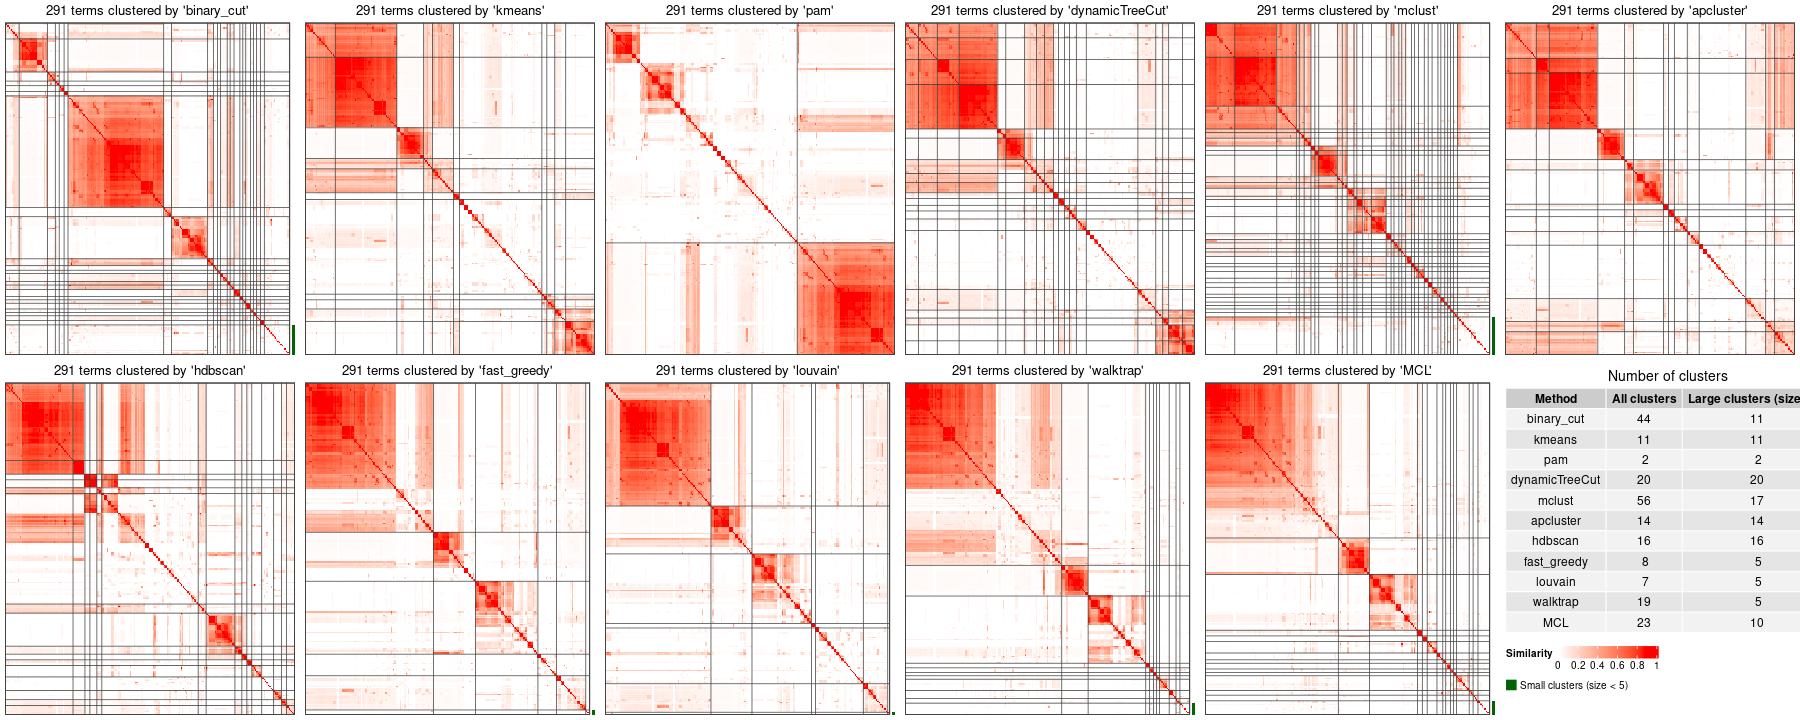 291 terms clustered by 'binary_cut'
291 terms clustered by 'kmeans'
291 terms clustered by 'pam'
291 terms clustered by 'dynamicTreeCut'
291 terms clustered by 'mclust'
291 terms clustered by 'apcluster'
291 terms clustered by 'hdbscan'
291 terms clustered by 'fast_greedy'
291 terms clustered by 'louvain'
291 terms clustered by 'walktrap'
291 terms clustered by 'MCL'
Number of clusters
Method All clusters Large clusters (size
binary_cut 44 11
kmeans 11 11
pam 2 2
dynamicTreeCut 20 20
mclust 56 17
apcluster 14 14
hdbscan 16 16
fast_greedy 8 5
louvain 7 5
walktrap 19 5
MCL 23 10
Similarity
0 0.2 0.4 0.6 0.8 1
Small clusters (size < 5)